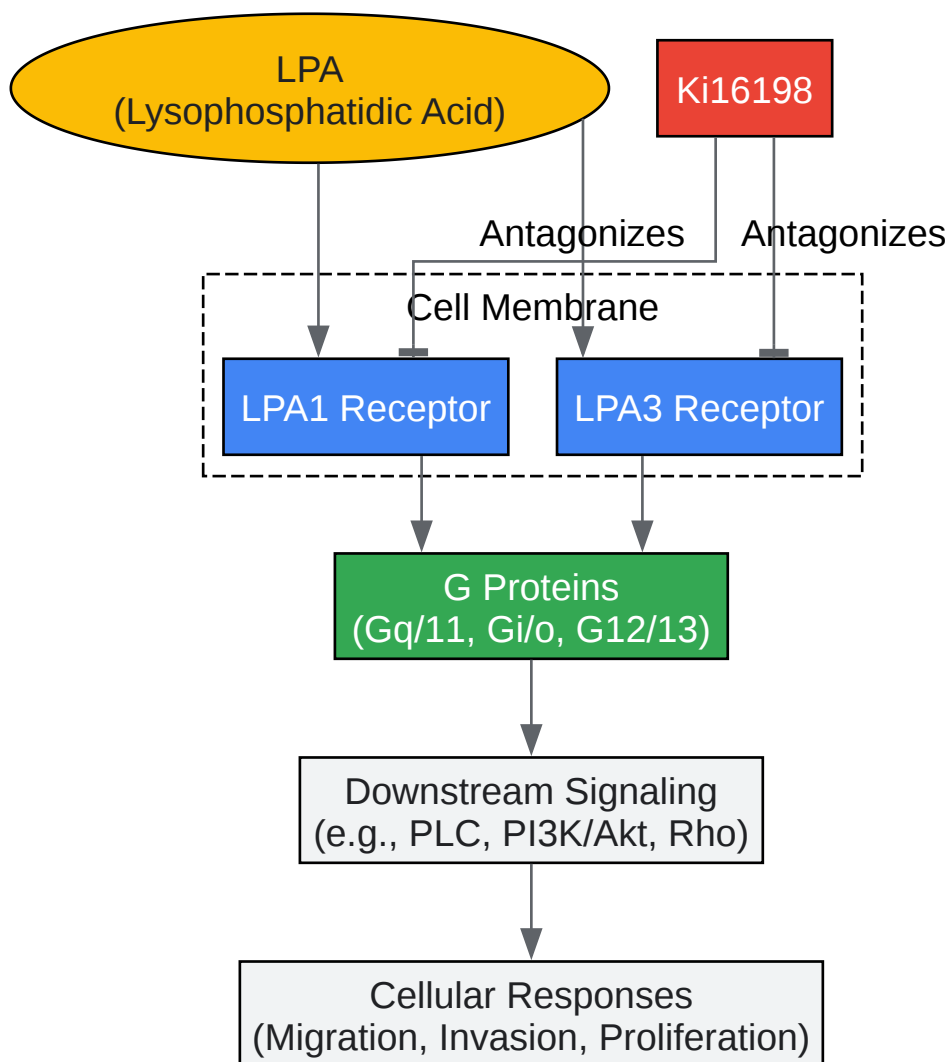 LPA
(Lysophosphatidic Acid)
Ki16198
Antagonizes
Antagonizes
Cell Membrane
LPA1 Receptor
LPA3 Receptor
G Proteins
(Gq/11, Gi/o, G12/13)
Downstream Signaling
(e.g., PLC, PI3K/Akt, Rho)
Cellular Responses
(Migration, Invasion, Proliferation)